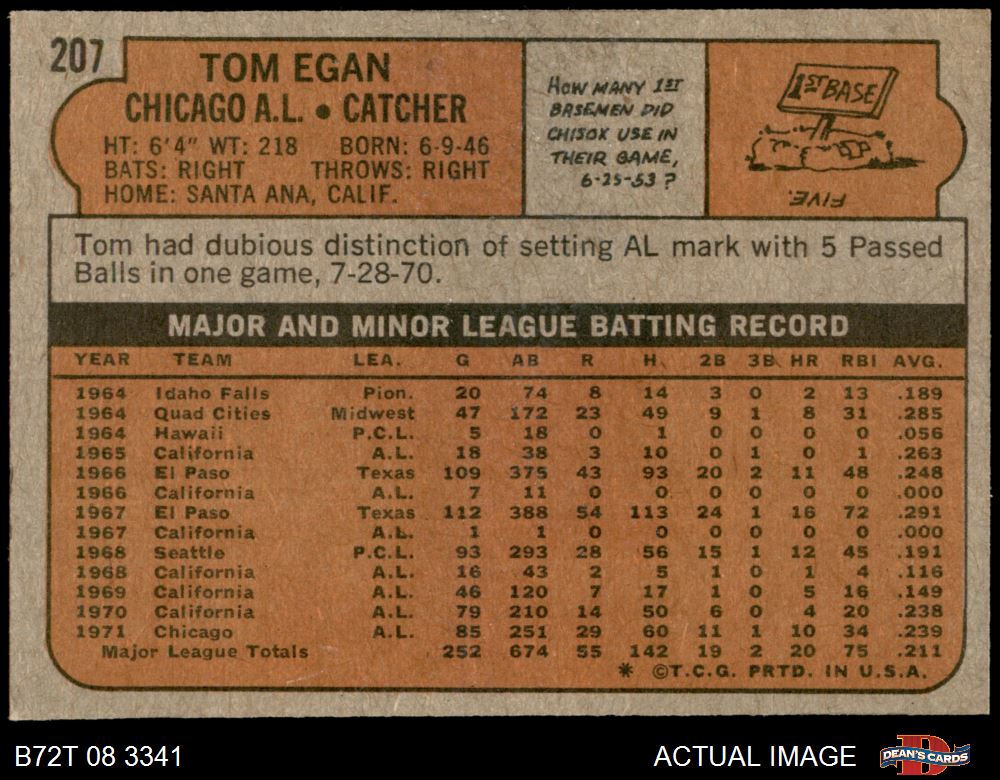 207
TOM EGAN
CHICAGO A.L. • CATCHER
HT: 6'4" WT: 218 BORN: 6-9-46
BATS: RIGHT THROWS: RIGHT
HOME: SANTA ANA, CALIF.
HOW MANY 1ST
BASEMEN DID
CHISOX USE IN
THEIR GAME,
6-25-53?
1ST BASE
FIVE.
Tom had dubious distinction of setting AL mark with 5 Passed
Balls in one game, 7-28-70.
MAJOR AND MINOR LEAGUE BATTING RECORD
YEAR TEAM LEA. G AB R H. 2B 3B HR RBI AVG.
1964 Idaho Falls Pion. 20 74 8 14 3 0 2 13 .189
1964 Quad Cities Midwest 47 172 23 49 9 1 8 31 .285
1964 Hawaii P.C.L. 5 18 0 1 0 0 0 0 .056
1965 California A.L. 18 38 3 10 0 1 0 1 .263
1966 El Paso Texas 109 375 43 93 20 2 11 48 .248
1966 California A.L. 7 11 0 0 0 0 0 0 .000
1967 El Paso Texas 112 388 54 113 24 1 16 72 .291
1967 California A.L. 1 1 0 0 0 0 0 0 .000
1968 Seattle P.C.L. 93 293 28 56 15 1 12 45 .191
1968 California A.L. 16 43 2 5 1 0 1 4 .116
1969 California A.L. 46 120 7 17 1 0 5 16 .149
1970 California A.L. 79 210 14 50 6 0 4 20 .238
1971 Chicago A.L. 85 251 29 60 11 1 10 34 .239
Major League Totals 252 674 55 142 19 2 20 75 .211
* ©T.C.G. PRTD. IN U.S.A.
B72T 08 3341
ACTUAL IMAGE
DEAN'S CARDS